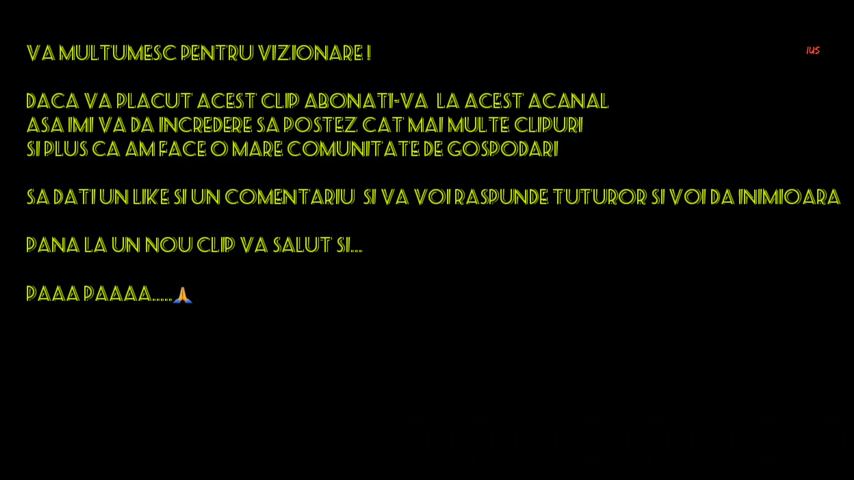 VA MULTUMESC PENTRU VIZIONARE !
IUS
DACA VA PLACUT ACEST CLIP ABONATI-VA LA ACEST ACANAL
ASA IMI VA DA INCREDERE SA POSTEZ CAT MAI MULTE CLIPURI
SI PLUS CA AM FACE O MARE COMUNITATE DE GOSPODARI
SA DATI UN LIKE SI UN COMENTARIU SI VA VOI RASPUNDE TUTUROR SI VOI DA INIMIOARA
PANA LA UN NOU CLIP VA SALUT SI...
PAAA PAAAA......🙏